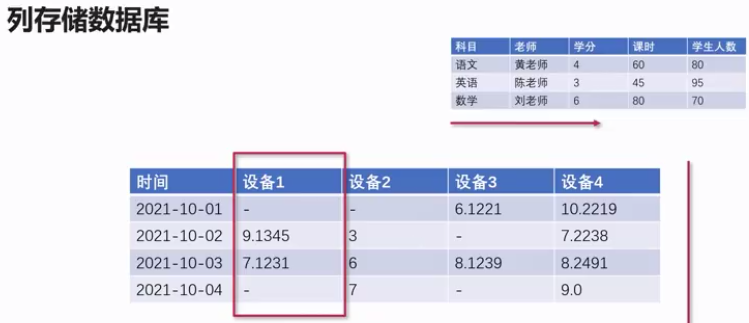 列存储数据库
科目 老师 学分 课时 学生人数
语文 黄老师 4 60 80
英语 陈老师 3 45 95
数学 刘老师 6 80 70
时间 设备1 设备2 设备3 设备4
2021-10-01 - - 6.1221 10.2219
2021-10-02 9.1345 3 - 7.2238
2021-10-03 7.1231 6 8.1239 8.2491
2021-10-04 - 7 - 9.0